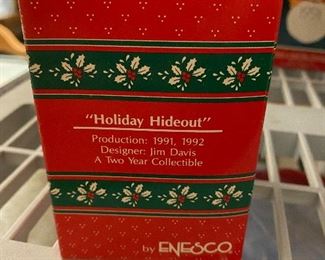 "Holiday Hideout"
Production: 1991, 1992
Designer: Jim Davis
A Two Year Collectible
by ENESCO